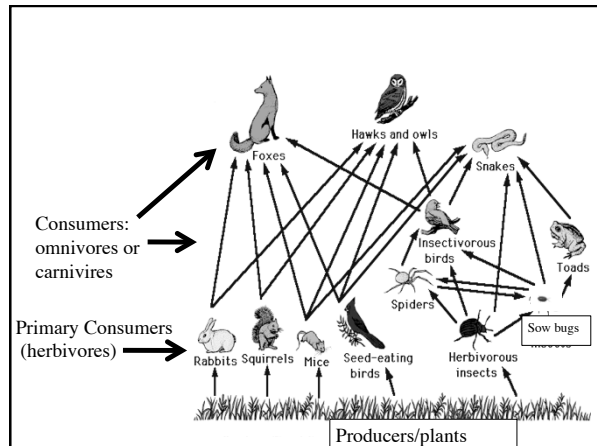 Hawks and owls
Foxes
Snakes
Consumers:
omnivores or
carnivires
Insectivorous
birds
Toads
Spiders
Sow bugs
Primary Consumers
(herbivores)
Rabbits
Squirrels
Mice
Seed-eating
birds
Herbivorous
insects
Producers/plants